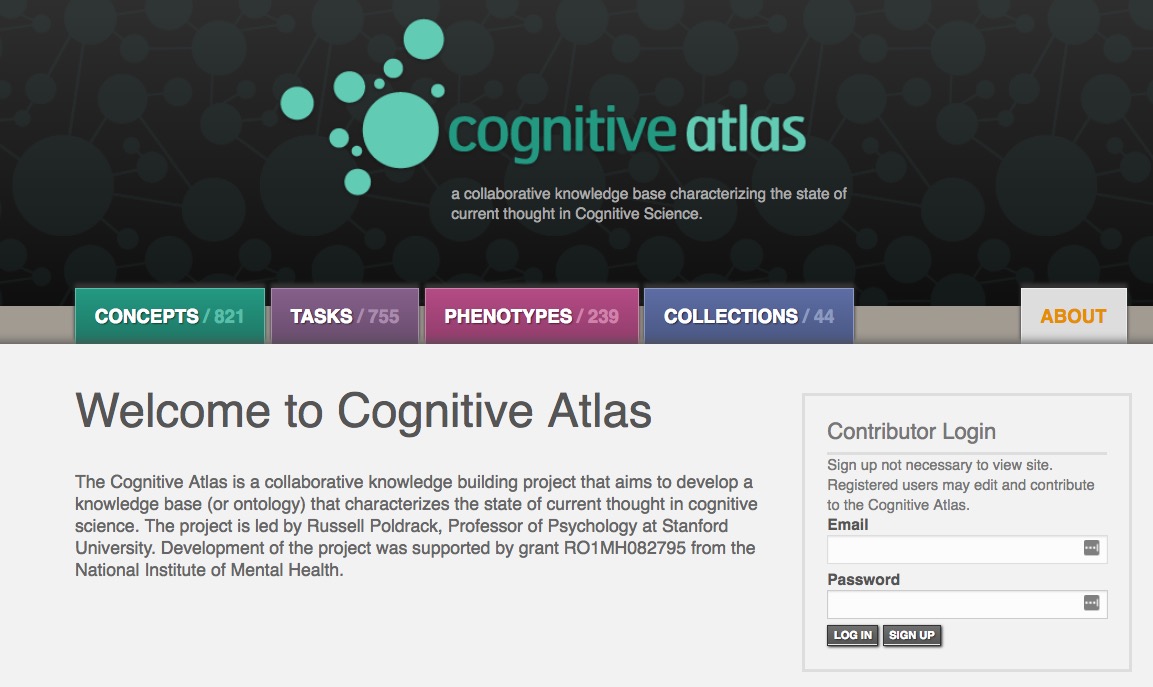 cognitive atlas
a collaborative knowledge base characterizing the state of
current thought in Cognitive Science.
CONCEPTS / 821
TASKS / 755
PHENOTYPES / 239
COLLECTIONS / 44
ABOUT
Welcome to Cognitive Atlas
The Cognitive Atlas is a collaborative knowledge building project that aims to develop a
knowledge base (or ontology) that characterizes the state of current thought in cognitive
science. The project is led by Russell Poldrack, Professor of Psychology at Stanford
University. Development of the project was supported by grant RO1MH082795 from the
National Institute of Mental Health.
Contributor Login
Sign up not necessary to view site.
Registered users may edit and contribute
to the Cognitive Atlas.
Email
Password
LOG IN
SIGN UP